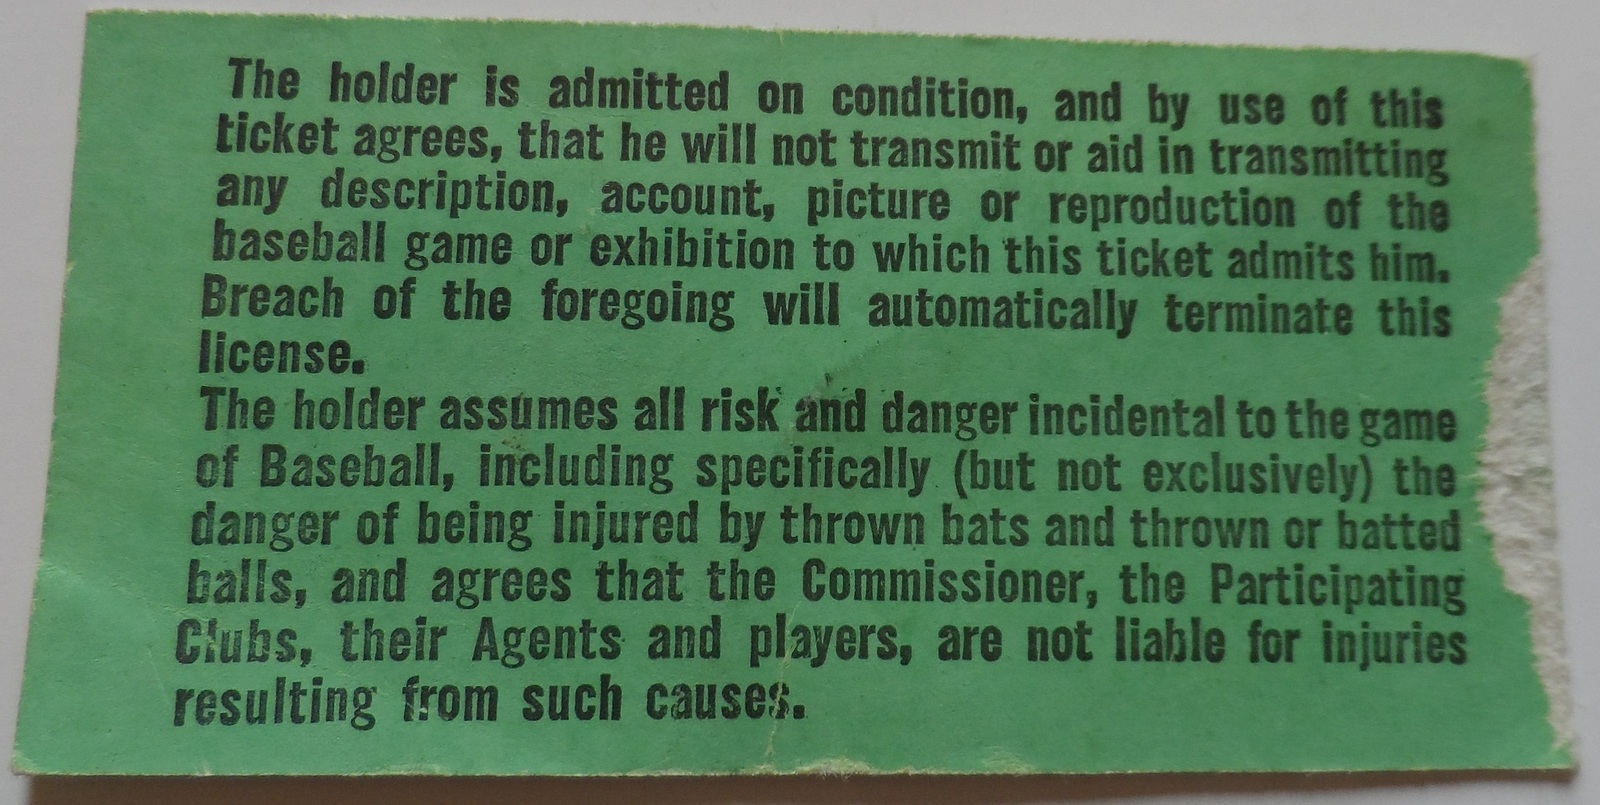 The holder is admitted on condition, and by use of this
ticket agrees, that he will not transmit or aid in transmitting
any description, account, picture or reproduction of the
baseball game or exhibition to which this ticket admits him.
Breach of the foregoing will automatically terminate this
license.
The holder assumes all risk and danger incidental to the game
of Baseball, including specifically (but not exclusively) the
danger of being injured by thrown bats and thrown or batted
balls, and agrees that the Commissioner, the Participating
Clubs, their Agents and players, are not liable for injuries
resulting from such causes.